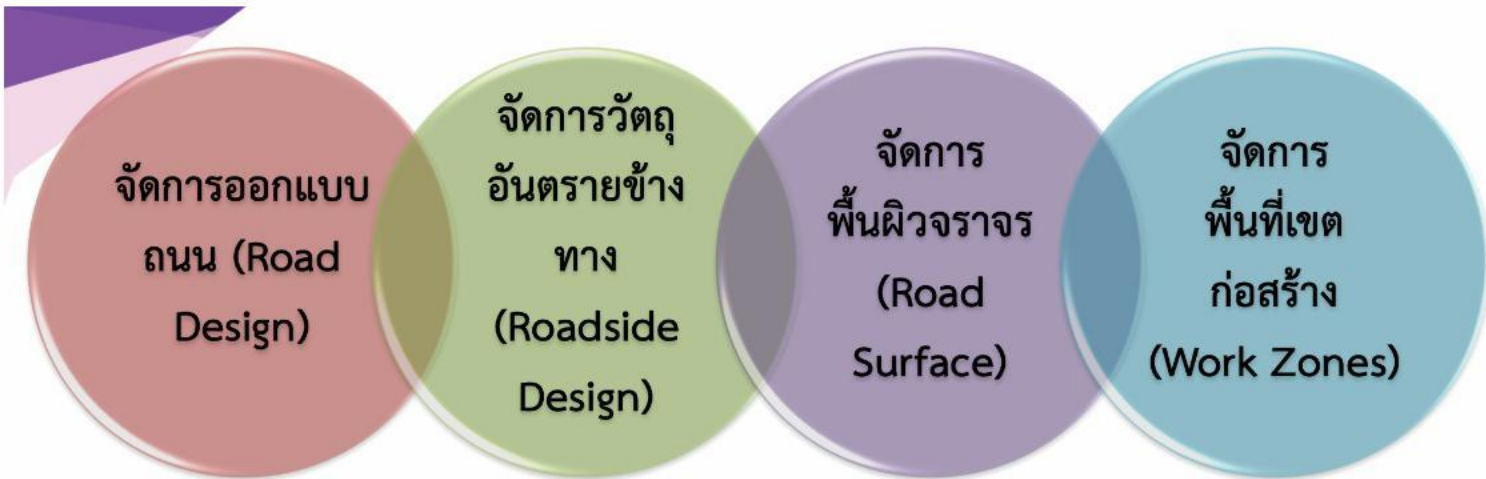 จัดการออกแบบ
ถนน (Road
Design)
จัดการวัตถุ
อันตรายข้าง
ทาง
(Roadside
Design)
จัดการ
พื้นผิวจราจร
(Road
Surface)
จัดการ
พื้นที่เขต
ก่อสร้าง
(Work Zones)